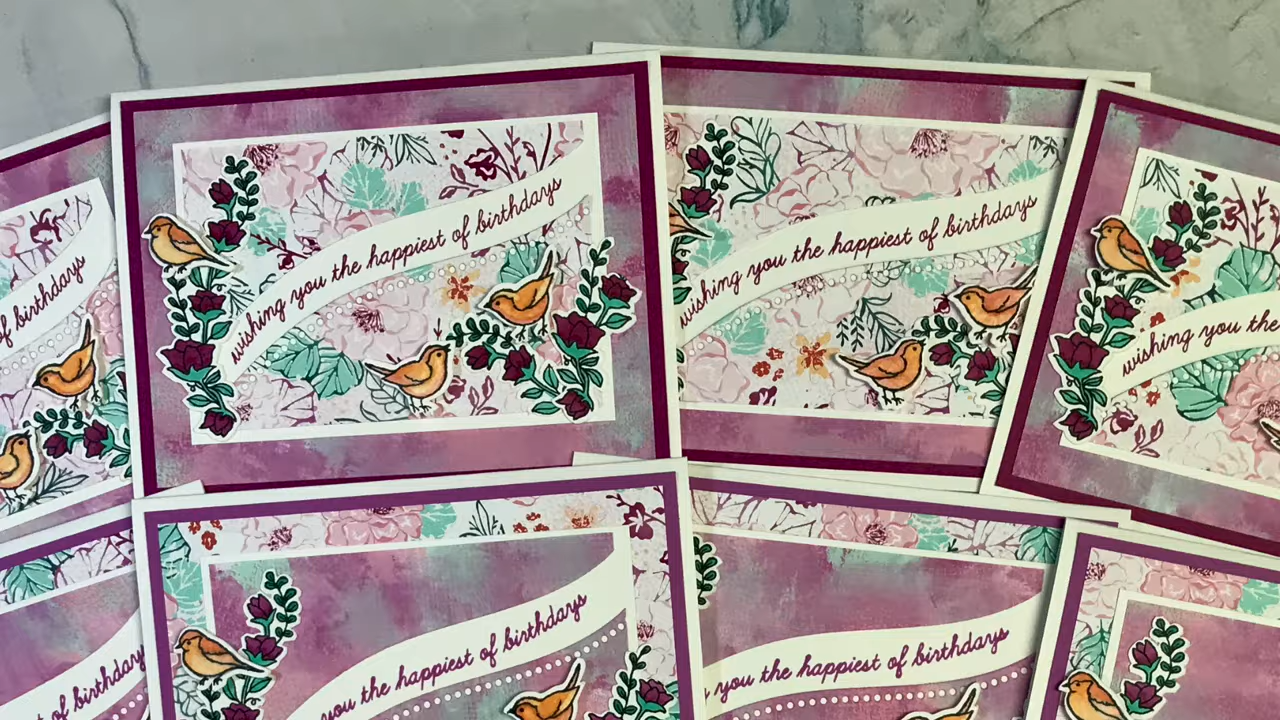 of birthdays
wishing you the happiest of birthdays
wishing you the happiest of birthdays
wishing you the
of birthdays
you the happiest of birthdays
you the happiest of birthdays